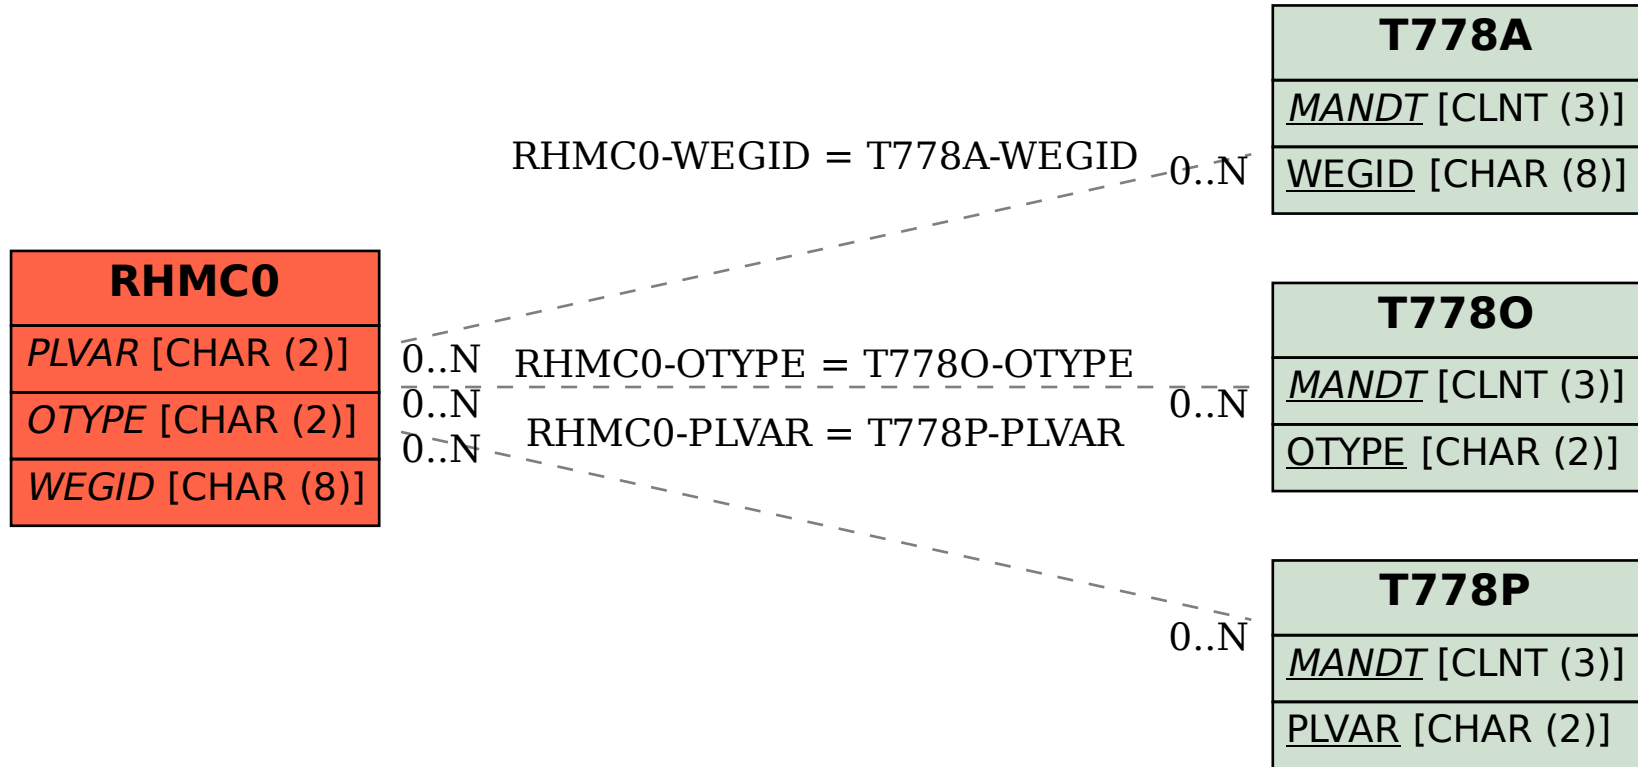 RHMC0
PLVAR [CHAR (2)]
OTYPE [CHAR (2)]
WEGID [CHAR (8)]
RHMC0-WEGID = T778A-WEGID
0..N
0..N
RHMC0-OTYPE = T778O-OTYPE
0..N
0..N
RHMC0-PLVAR = T778P-PLVAR
0..N
0..N
T778A
MANDT [CLNT (3)]
WEGID [CHAR (8)]
T778O
MANDT [CLNT (3)]
OTYPE [CHAR (2)]
T778P
MANDT [CLNT (3)]
PLVAR [CHAR (2)]